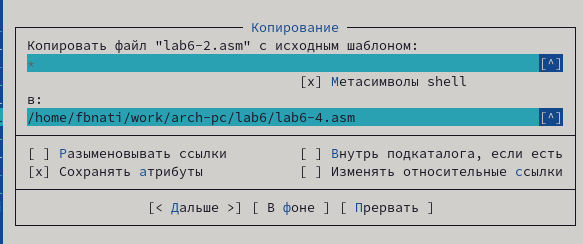 Копирование
Копировать файл "lab6-2.asm" с исходным шаблоном:
* [^]
[x] Метасимволы shell
в:
/home/fbnati/work/arch-pc/lab6/lab6-4.asm [^]
[ ] Разыменовывать ссылки [ ] Внутрь подкаталога, если есть
[x] Сохранять атрибуты [ ] Изменять относительные ссылки
[< Дальше >] [ В фоне ] [ Прервать ]